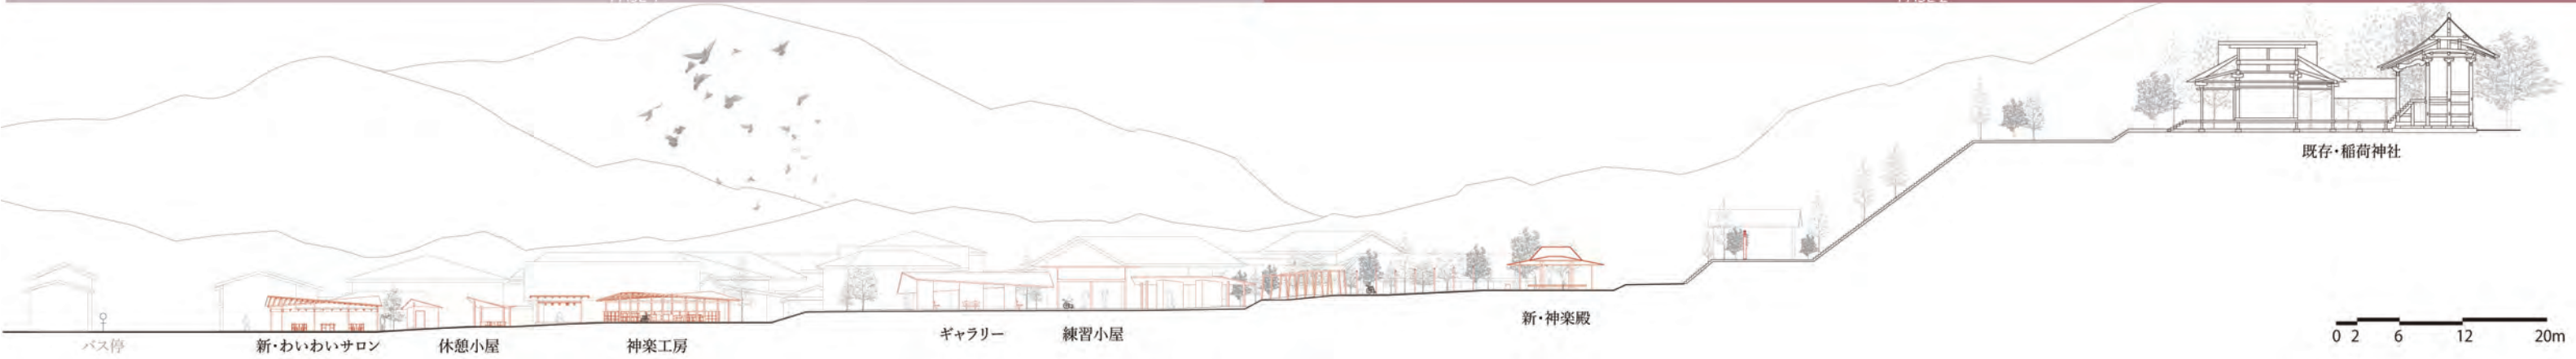 既存・稲荷神社
バス停
新・わいわいサロン
休憩小屋
神楽工房
ギャラリー
練習小屋
新・神楽殿
0 2 6 12 20m